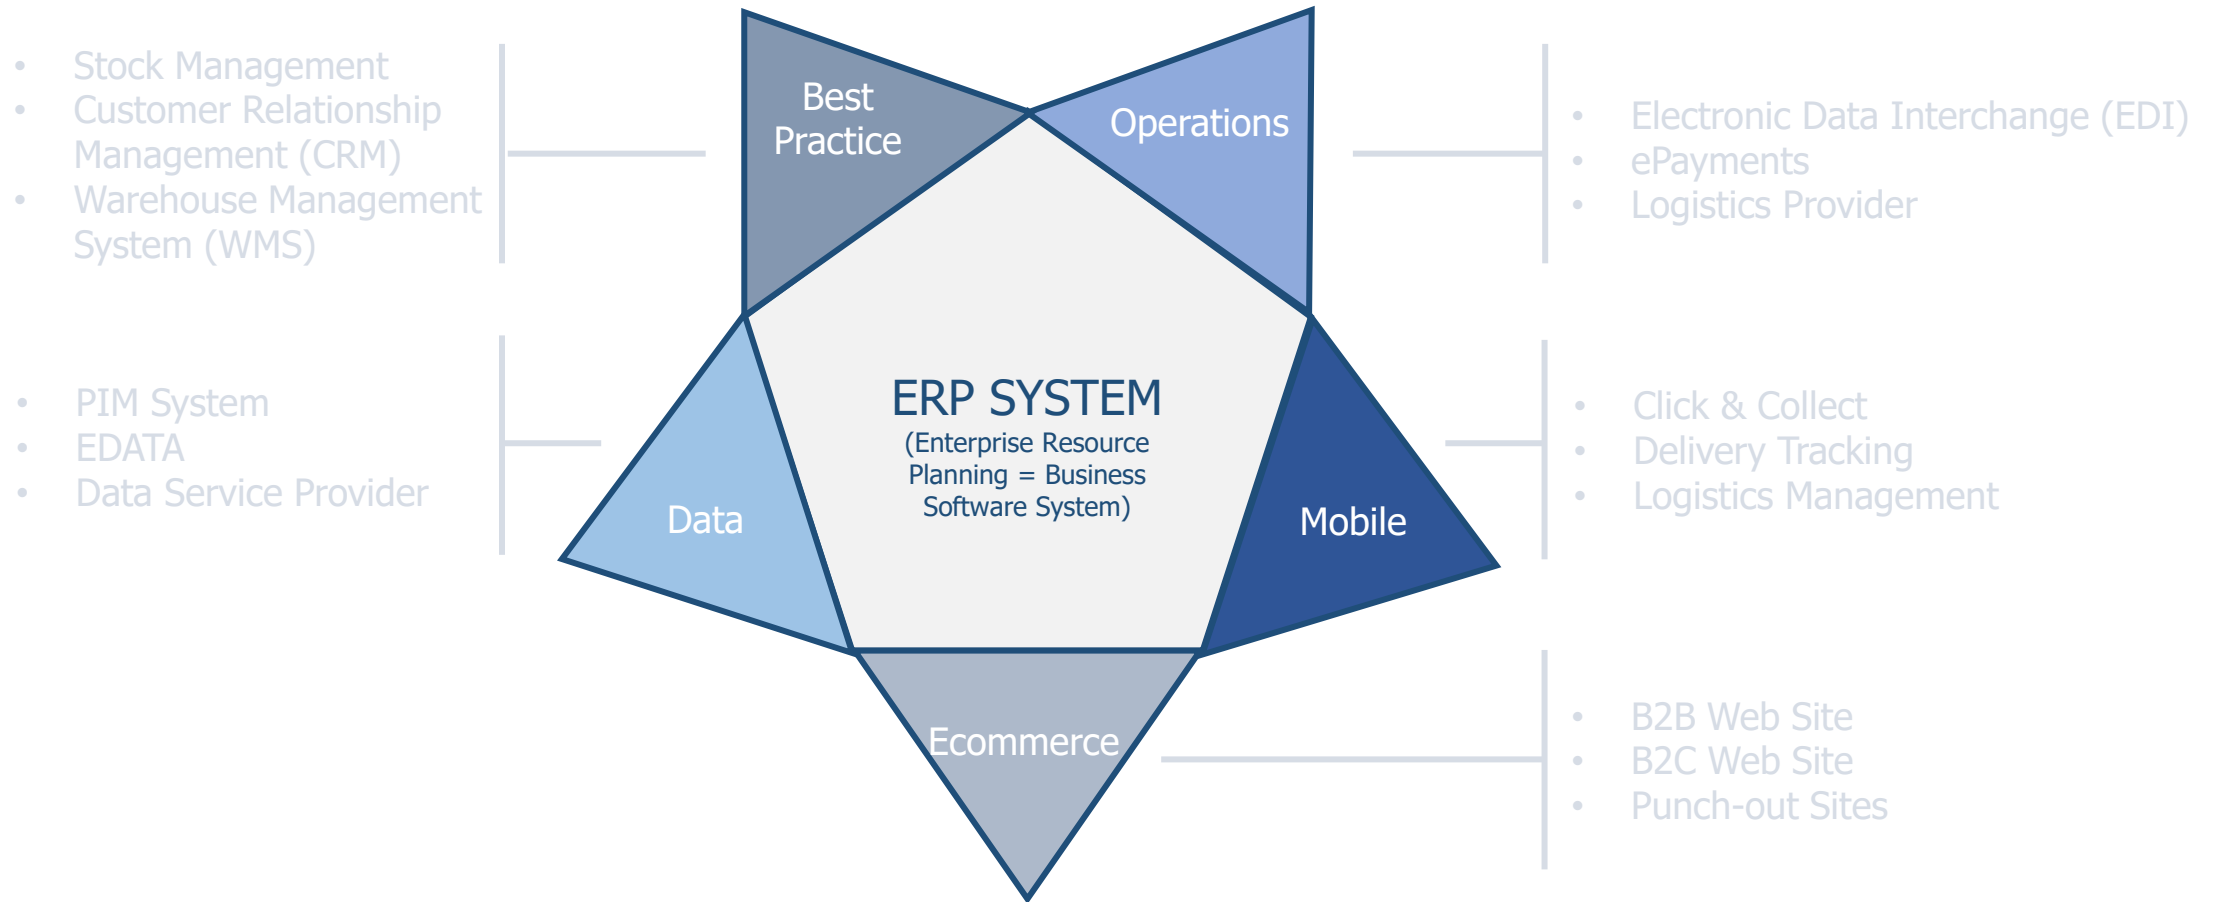 • Stock Management
• Customer Relationship
Management (CRM)
• Warehouse Management
System (WMS)
Best
Practice
Operations
• Electronic Data Interchange (EDI)
• ePayments
• Logistics Provider
• PIM System
• EDATA
• Data Service Provider
Data
ERP SYSTEM
(Enterprise Resource
Planning = Business
Software System)
Mobile
• Click & Collect
• Delivery Tracking
• Logistics Management
Ecommerce
• B2B Web Site
• B2C Web Site
• Punch-out Sites